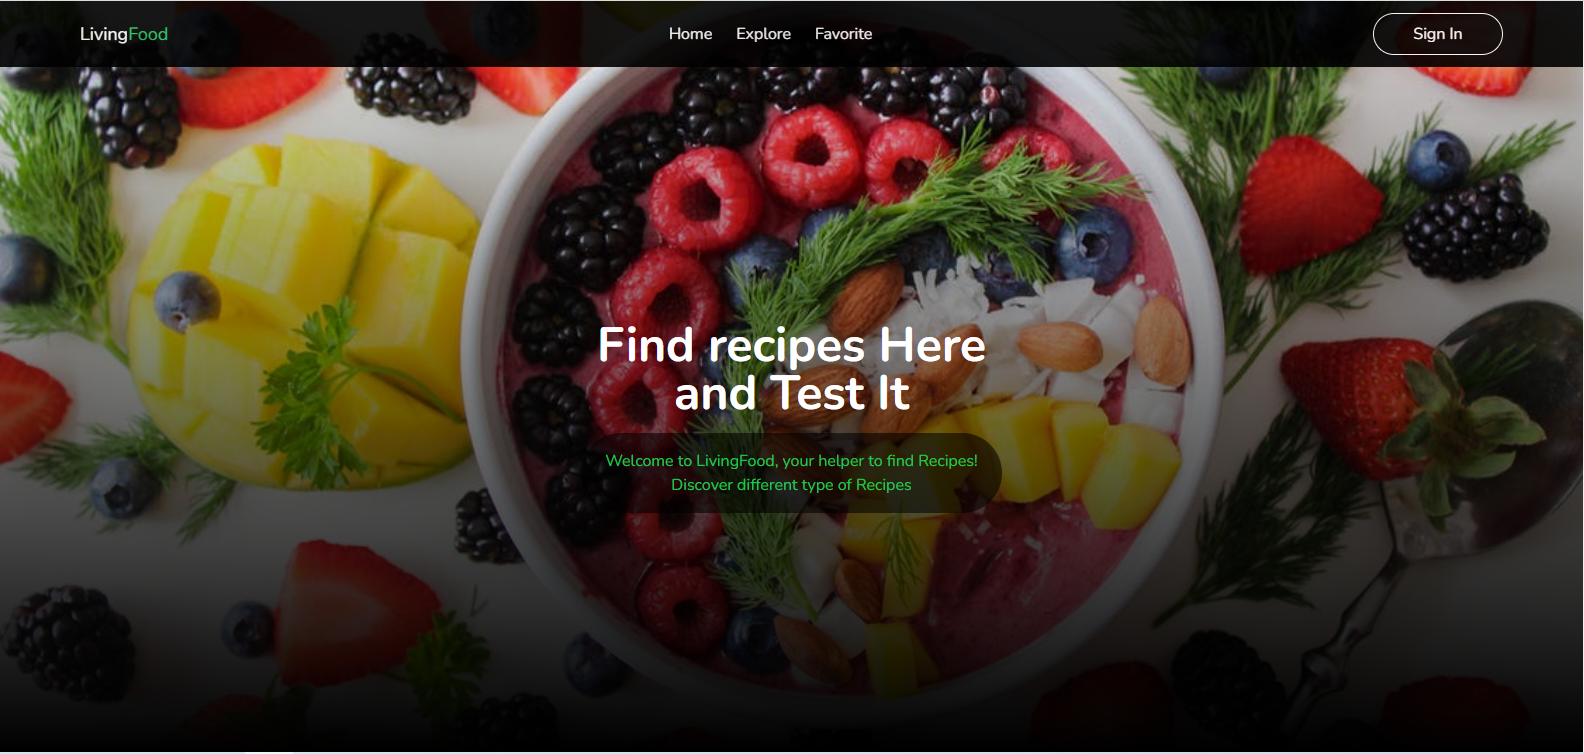 LivingFood
Home Explore Favorite
Sign In
Find recipes Here
and Test It
Welcome to LivingFood, your helper to find Recipes!
Discover different type of Recipes